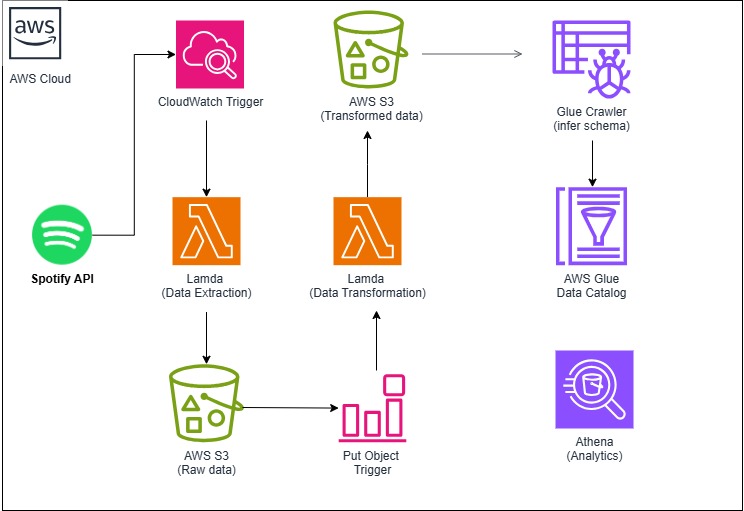 aws
AWS Cloud
CloudWatch Trigger
AWS S3
(Transformed data)
Glue Crawler
(infer schema)
Spotify API
Lamda
(Data Extraction)
Lamda
(Data Transformation)
AWS Glue
Data Catalog
AWS S3
(Raw data)
Put Object
Trigger
Athena
(Analytics)